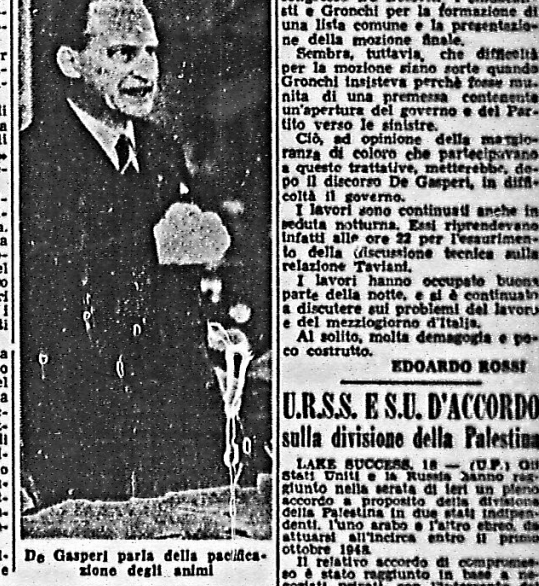 De Gasperi parla della pacifica-
zione degli animi
ati e Gronchi per la formazione di
una lista comune e la presentazio-
ne della mozione finale.
Sembra, tuttavia, che difficoltà
per la mozione siano sorte quando
Gronchi insisteva perchè fosse mu-
nita di una premessa contenente
un'apertura del governo e del Par-
tito verso le sinistre.
Ciò, ad opinione della maggio-
ranza di coloro che partecipavano
a queste trattative, metterebbe, do-
po il discorso De Gasperi, in diffi-
coltà il governo.
I lavori sono continuati anche in
seduta notturna. Essi riprendevano
infatti alle ore 22 per l'esaurimen-
to della discussione tecnica sulla
relazione Taviani.
I lavori hanno occupato buona
parte della notte, e si è continuato
a discutere sui problemi del lavoro
e del mezziogiorno d'Italia.
Al solito, molta demagogia e po-
co costrutto.
EDOARDO ROSSI
U.R.S.S. E S.U. D'ACCORDO
sulla divisione della Palestina
LAKE SUCCESS, 18 — (U.P.) Gli
Stati Uniti e la Russia hanno rag-
giunto nella serata di ieri un pieno
accordo a proposito della divisione
della Palestina in due stati indipen-
denti, l'uno arabo e l'altro ebreo, da
attuarsi all'incirca entro il primo
ottobre 1948.
Il relativo accordo di compromes-
so è stato raggiunto in base a